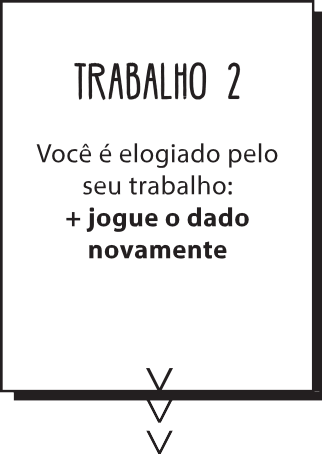 TRABALHO 2
Você é elogiado pelo
seu trabalho:
+ jogue o dado
novamente